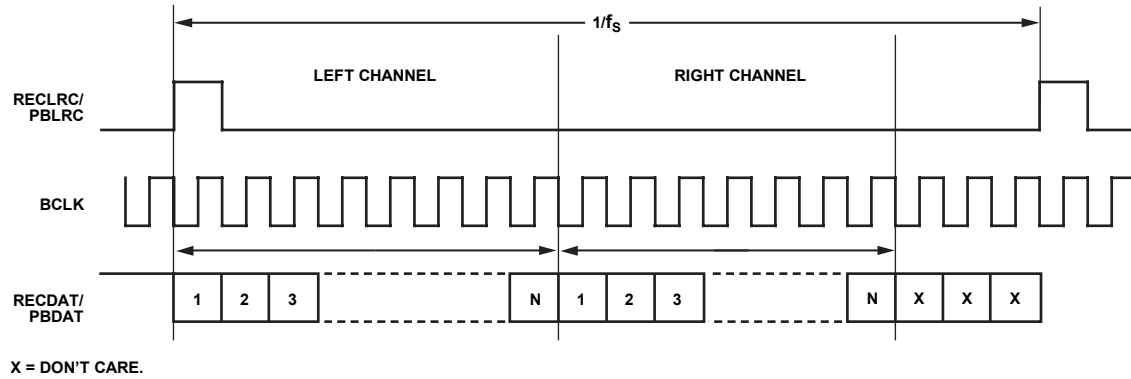 1/fS
LEFT CHANNEL
RIGHT CHANNEL
RECLRC/
PBLRC
BCLK
RECDAT/
PBDAT
1 2 3 N 1 2 3 N X X X
X = DON'T CARE.